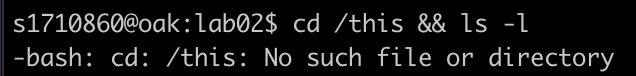 s1710860@oak:lab02$ cd /this && ls -l
-bash: cd: /this: No such file or directory